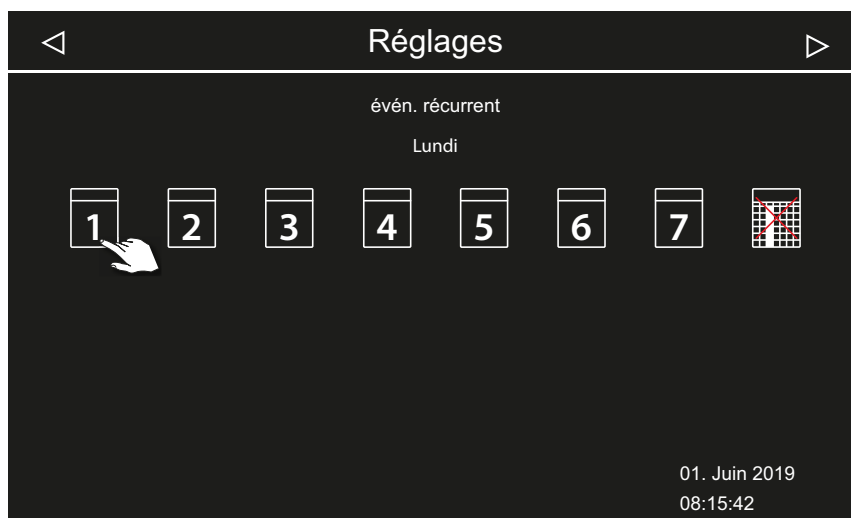 Réglages
évén. récurrent
Lundi
1 2 3 4 5 6 7
01. Juin 2019
08:15:42